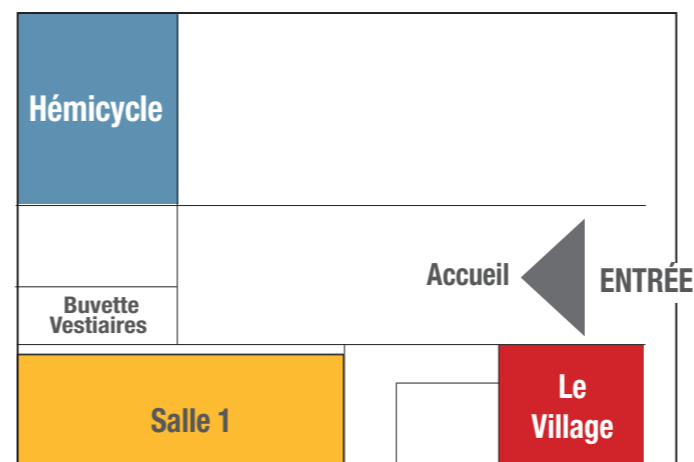 Hémicycle
Accueil
ENTRÉE
Buvette
Vestiaires
Salle 1
Le
Village